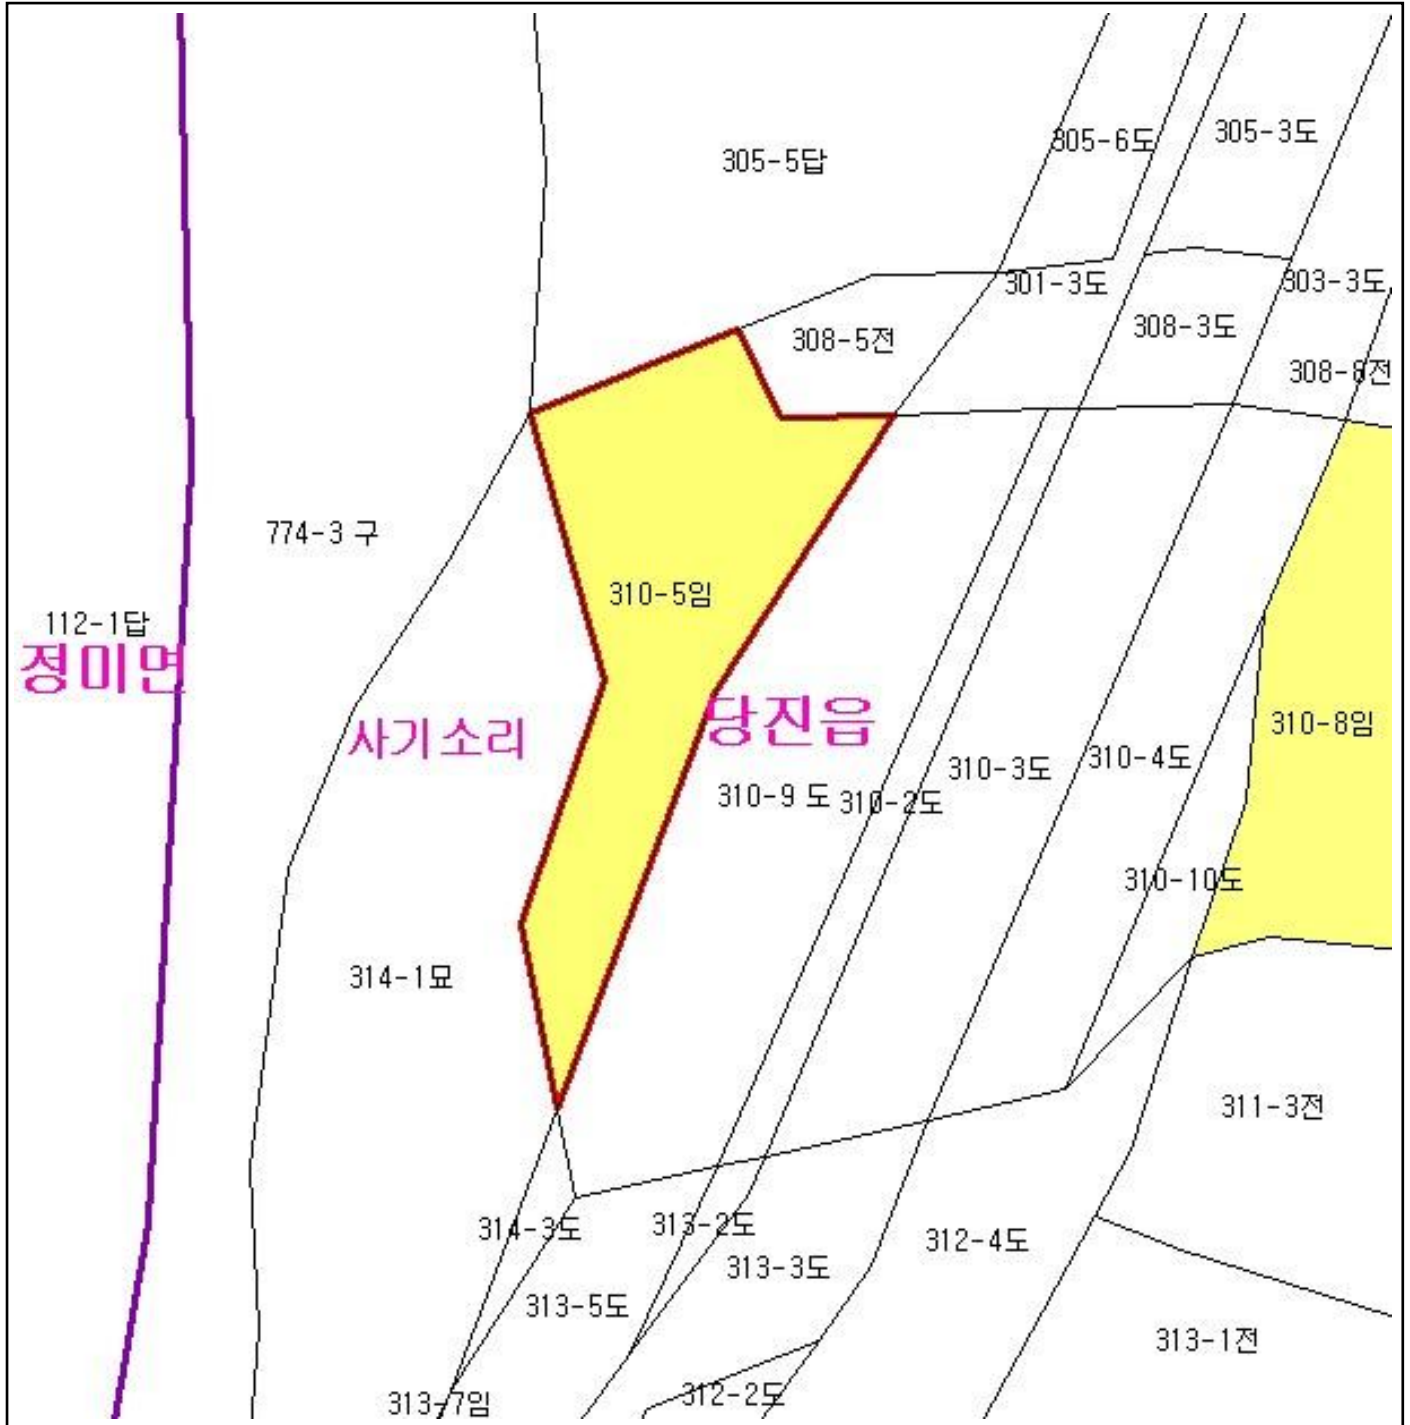 305-6도
305-3도
305-5답
301-3도
303-3도
308-5전
308-3도
308-8전
774-3 구
310-5임
112-1답
정미면
사기소리
당진읍
310-8임
310-3도
310-4도
310-9 도
310-2도
310-10도
314-1묘
311-3전
314-3도
313-2도
312-4도
313-3도
313-5도
313-1전
313-7임
312-2도